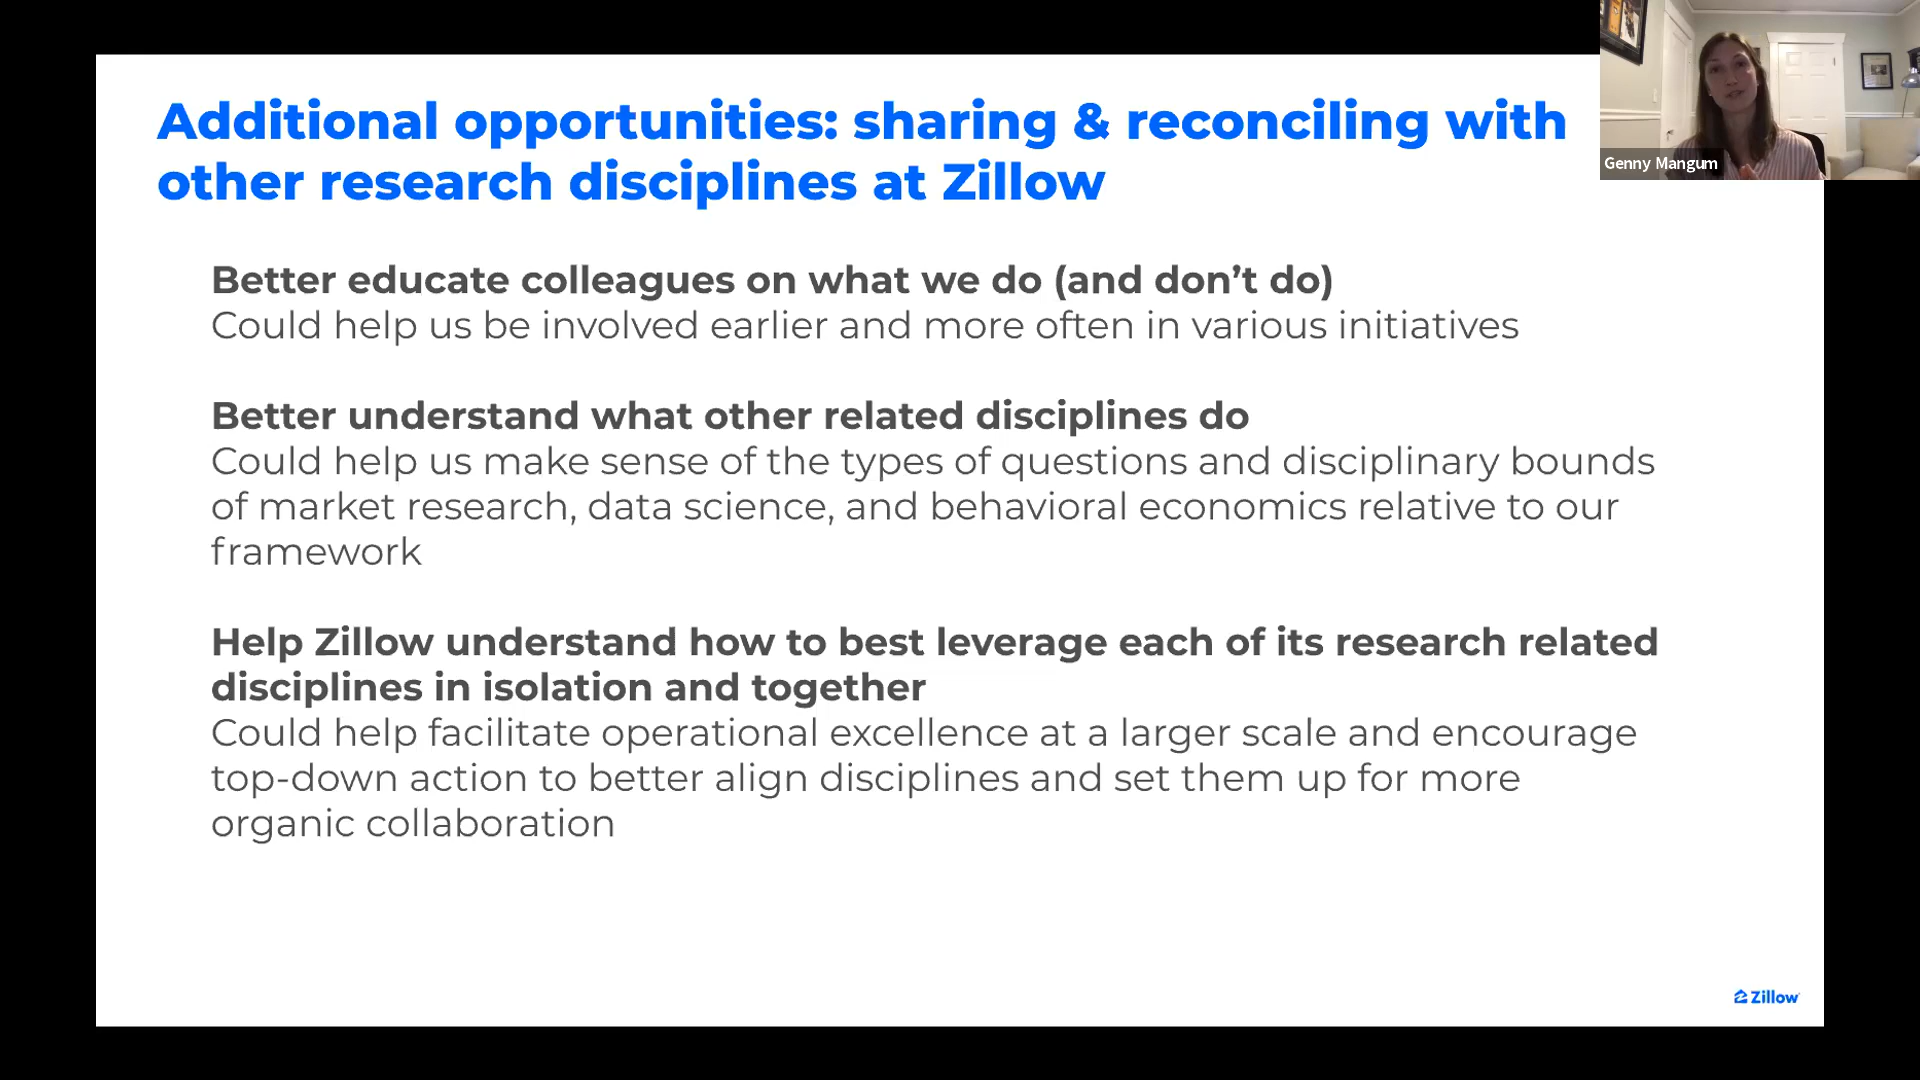 Additional opportunities: sharing & reconciling with
other research disciplines at Zillow
Genny Mangum
Better educate colleagues on what we do (and don’t do)
Could help us be involved earlier and more often in various initiatives
Better understand what other related disciplines do
Could help us make sense of the types of questions and disciplinary bounds
of market research, data science, and behavioral economics relative to our
framework
Help Zillow understand how to best leverage each of its research related
disciplines in isolation and together
Could help facilitate operational excellence at a larger scale and encourage
top-down action to better align disciplines and set them up for more
organic collaboration
Zillow